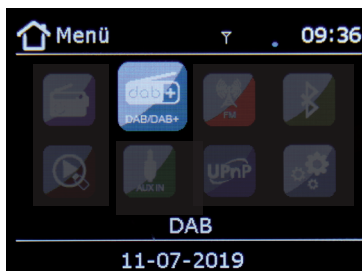 Menü 09:36
dab+
DAB/DAB+
FM
AUX IN
UPnP
DAB
11-07-2019